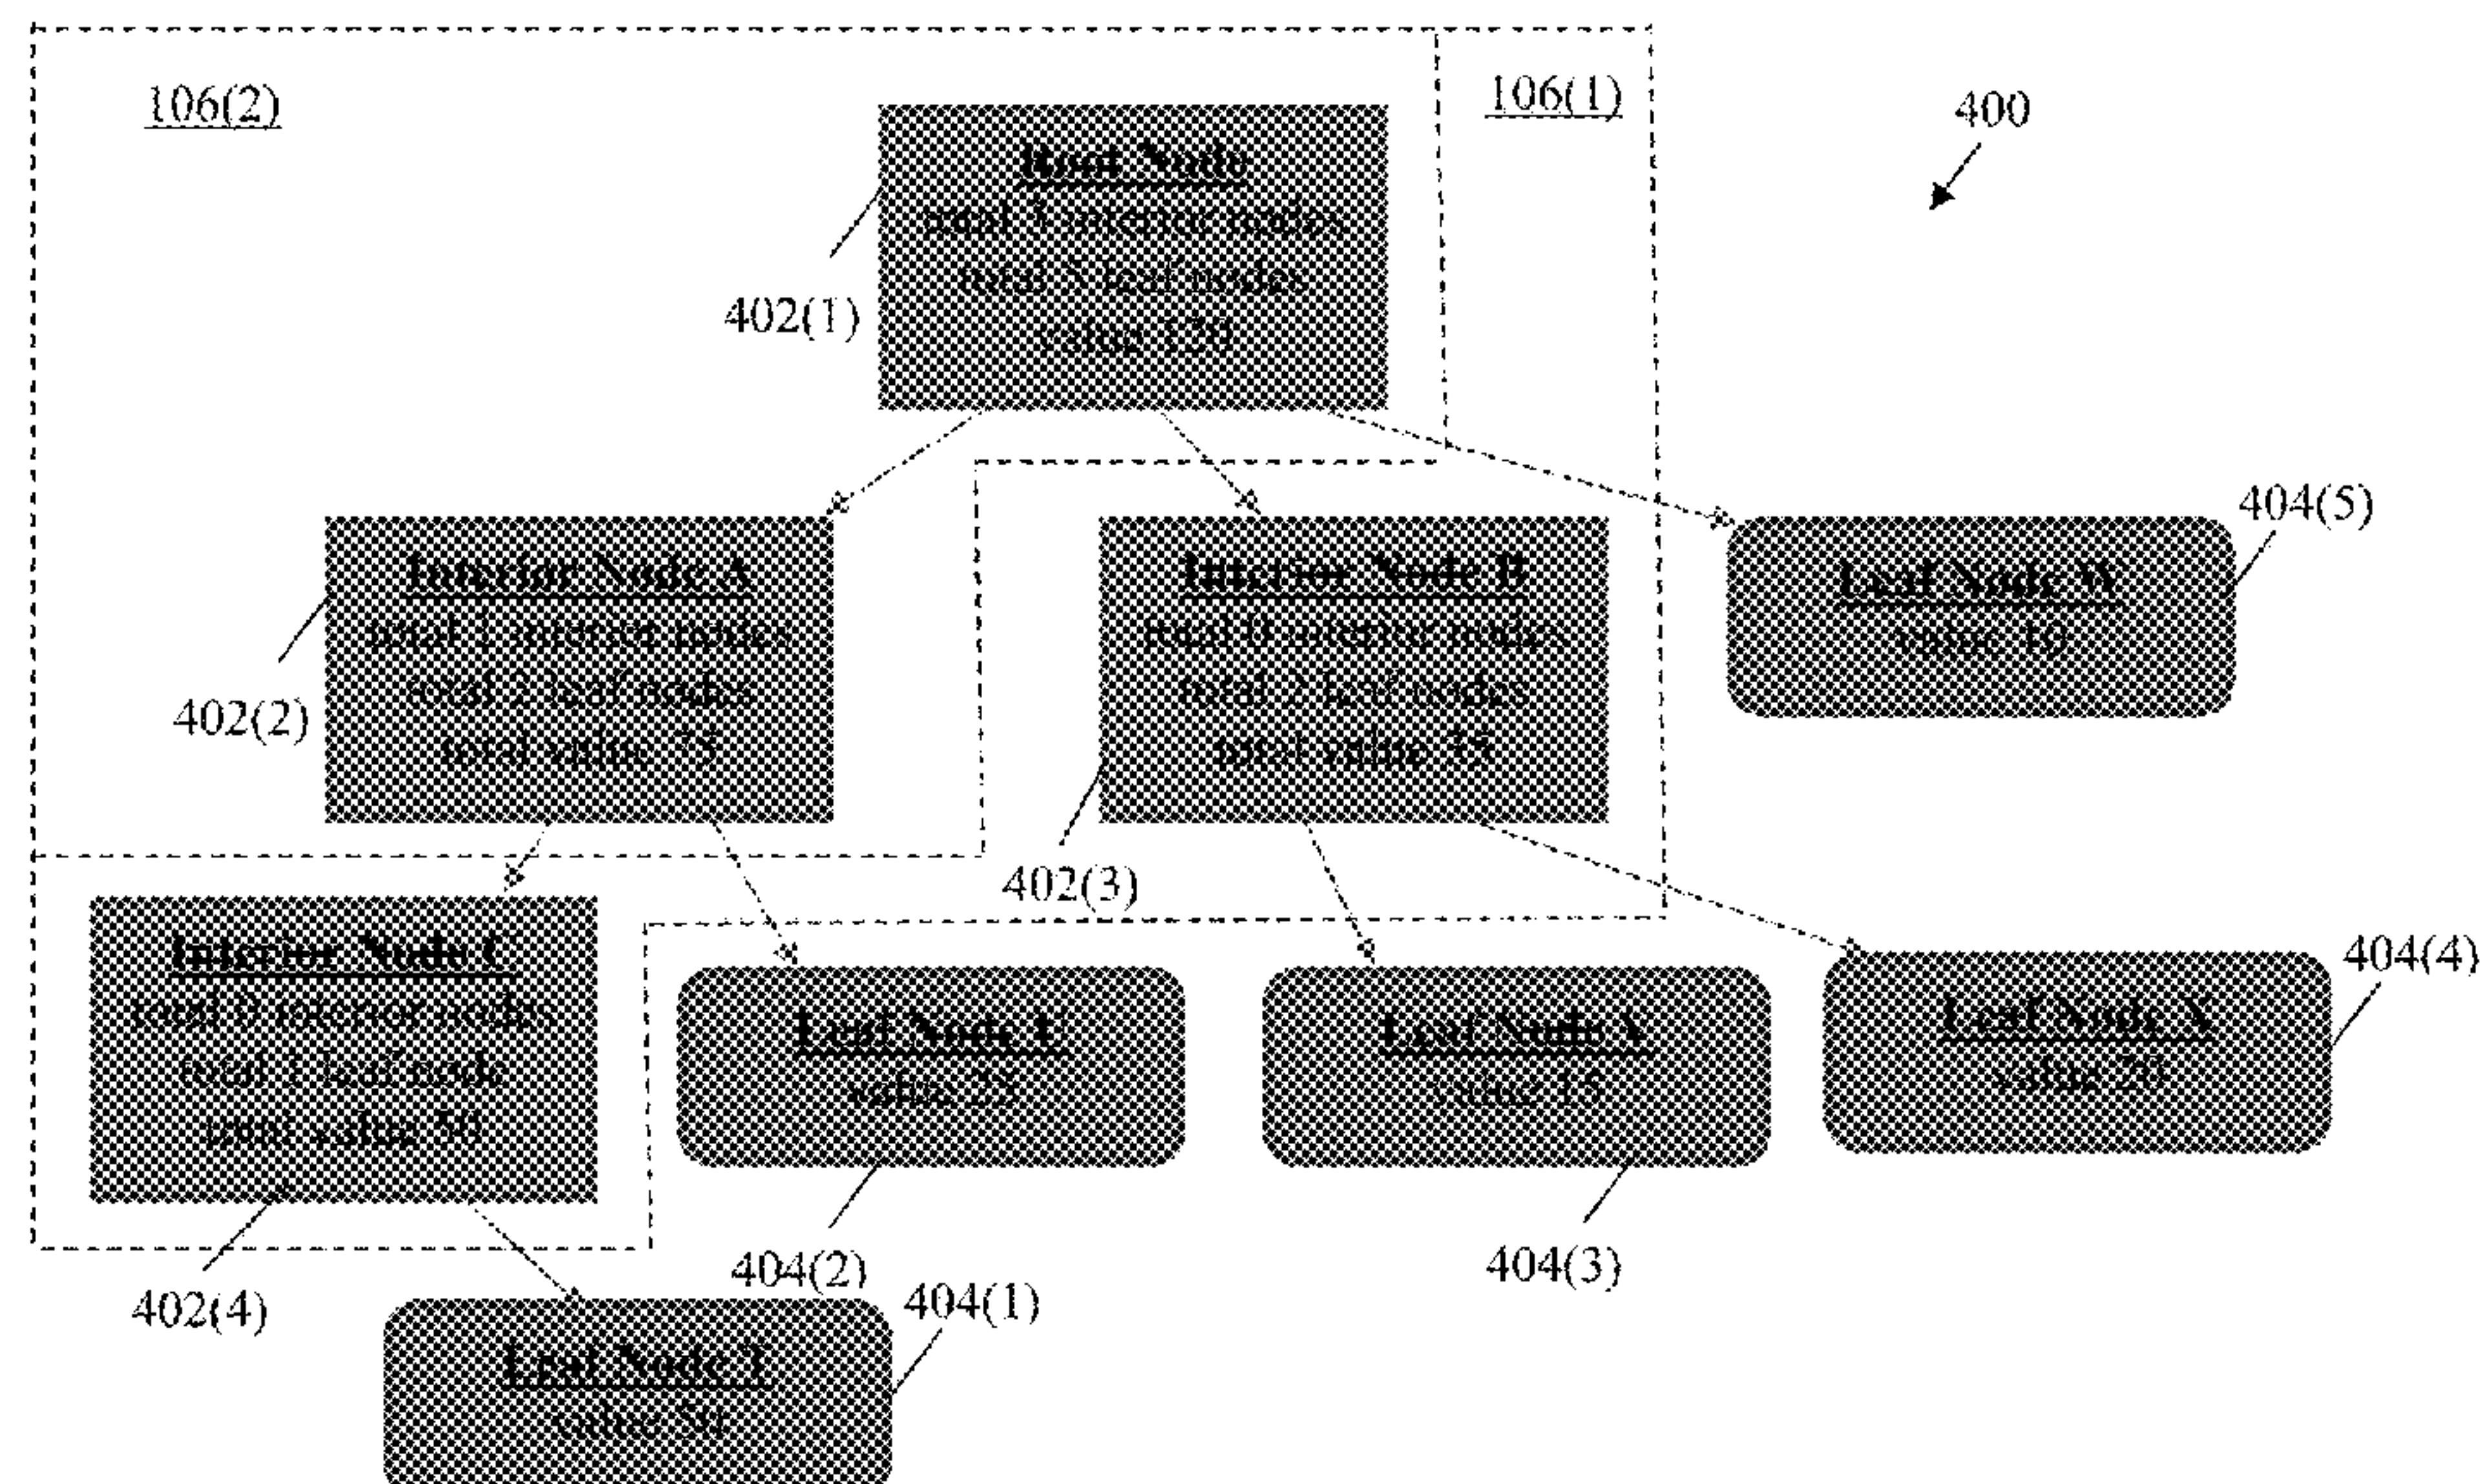 106(2)
106(1)
400
Root Node
total 3 interior nodes
total 5 leaf nodes
value 120
402(1)
404(5)
Interior Node A
total 1 interior nodes
total 2 leaf nodes
total value 75
402(2)
Interior Node B
total 0 interior nodes
total 2 leaf nodes
total value 35
402(3)
Leaf Node W
value 10
Interior Node C
total 0 interior nodes
total 1 leaf node
total value 50
402(4)
Leaf Node U
value 25
404(2)
Leaf Node V
value 15
404(3)
Leaf Node X
value 20
404(4)
Leaf Node T
value 50
404(1)